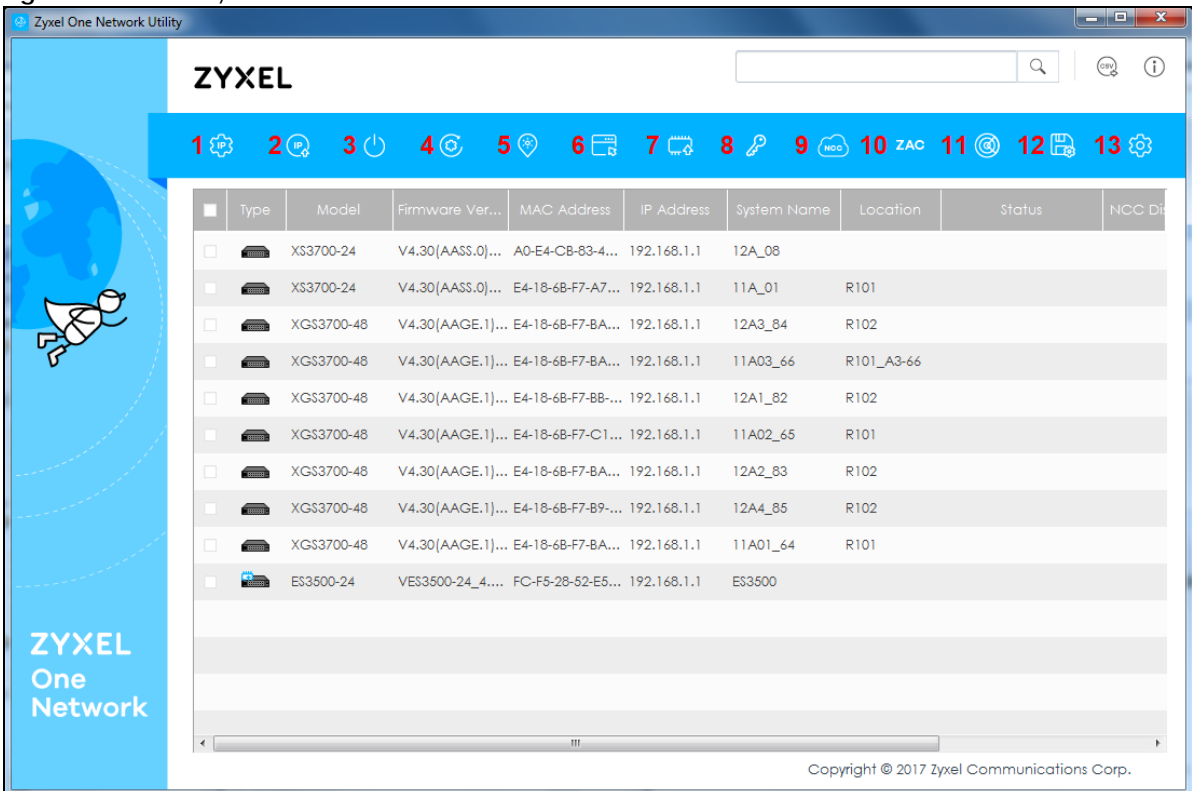 Zyxel One Network Utility
ZYXEL
CSV
1 IP 2 IP 3 4 5 6 7 8 9 NCC 10 ZAC 11 12 13
Type Model Firmware Ver... MAC Address IP Address System Name Location Status NCC Di
XS3700-24 V4.30(AASS.0)... A0-E4-CB-83-4... 192.168.1.1 12A_08
XS3700-24 V4.30(AASS.0)... E4-18-6B-F7-A7... 192.168.1.1 11A_01 R101
XGS3700-48 V4.30(AAGE.1)... E4-18-6B-F7-BA... 192.168.1.1 12A3_84 R102
XGS3700-48 V4.30(AAGE.1)... E4-18-6B-F7-BA... 192.168.1.1 11A03_66 R101_A3-66
XGS3700-48 V4.30(AAGE.1)... E4-18-6B-F7-BB-... 192.168.1.1 12A1_82 R102
XGS3700-48 V4.30(AAGE.1)... E4-18-6B-F7-C1... 192.168.1.1 11A02_65 R101
XGS3700-48 V4.30(AAGE.1)... E4-18-6B-F7-BA... 192.168.1.1 12A2_83 R102
XGS3700-48 V4.30(AAGE.1)... E4-18-6B-F7-B9-... 192.168.1.1 12A4_85 R102
XGS3700-48 V4.30(AAGE.1)... E4-18-6B-F7-BA... 192.168.1.1 11A01_64 R101
ES3500-24 VES3500-24_4.... FC-F5-28-52-E5... 192.168.1.1 ES3500
ZYXEL
One
Network
Copyright © 2017 Zyxel Communications Corp.